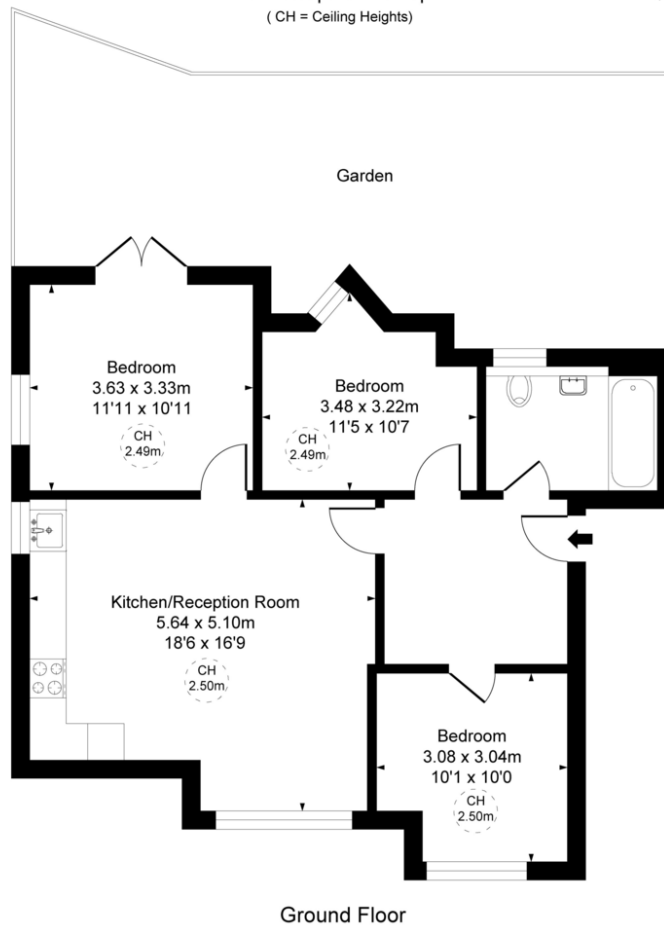 ( CH = Ceiling Heights)
Garden
Bedroom
3.63 x 3.33m
11'11 x 10'11
CH
2.49m
Bedroom
3.48 x 3.22m
11'5 x 10'7
CH
2.49m
Kitchen/Reception Room
5.64 x 5.10m
18'6 x 16'9
CH
2.50m
Bedroom
3.08 x 3.04m
10'1 x 10'0
CH
2.50m
Ground Floor